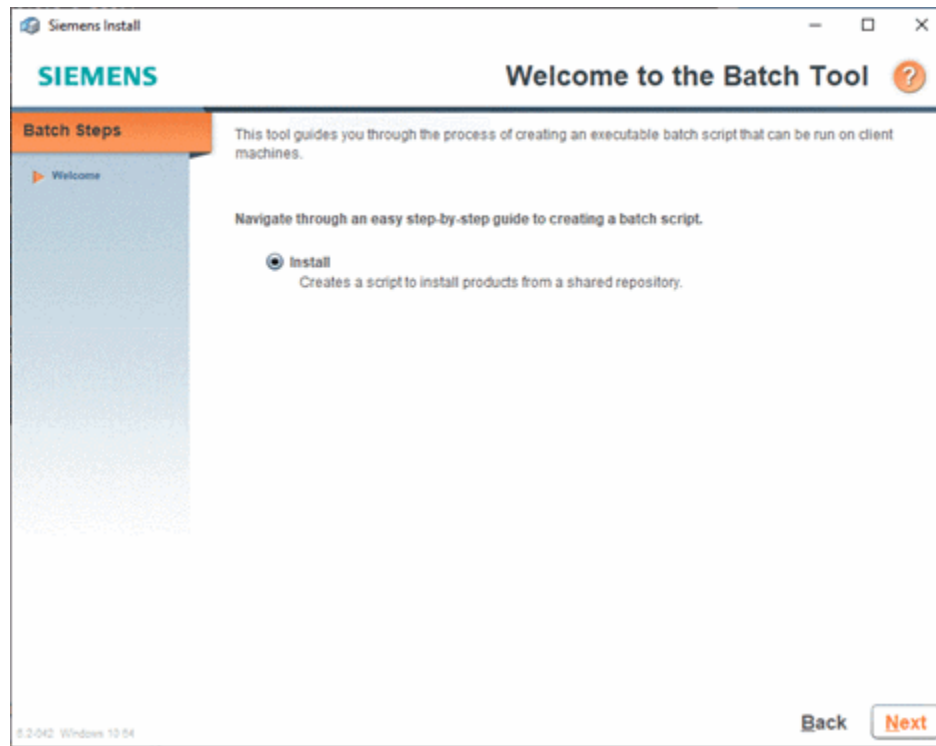 Siemens Install
SIEMENS
Welcome to the Batch Tool
?
Batch Steps
Welcome
This tool guides you through the process of creating an executable batch script that can be run on client
machines.
Navigate through an easy step-by-step guide to creating a batch script.
Install
Creates a script to install products from a shared repository.
Back
Next